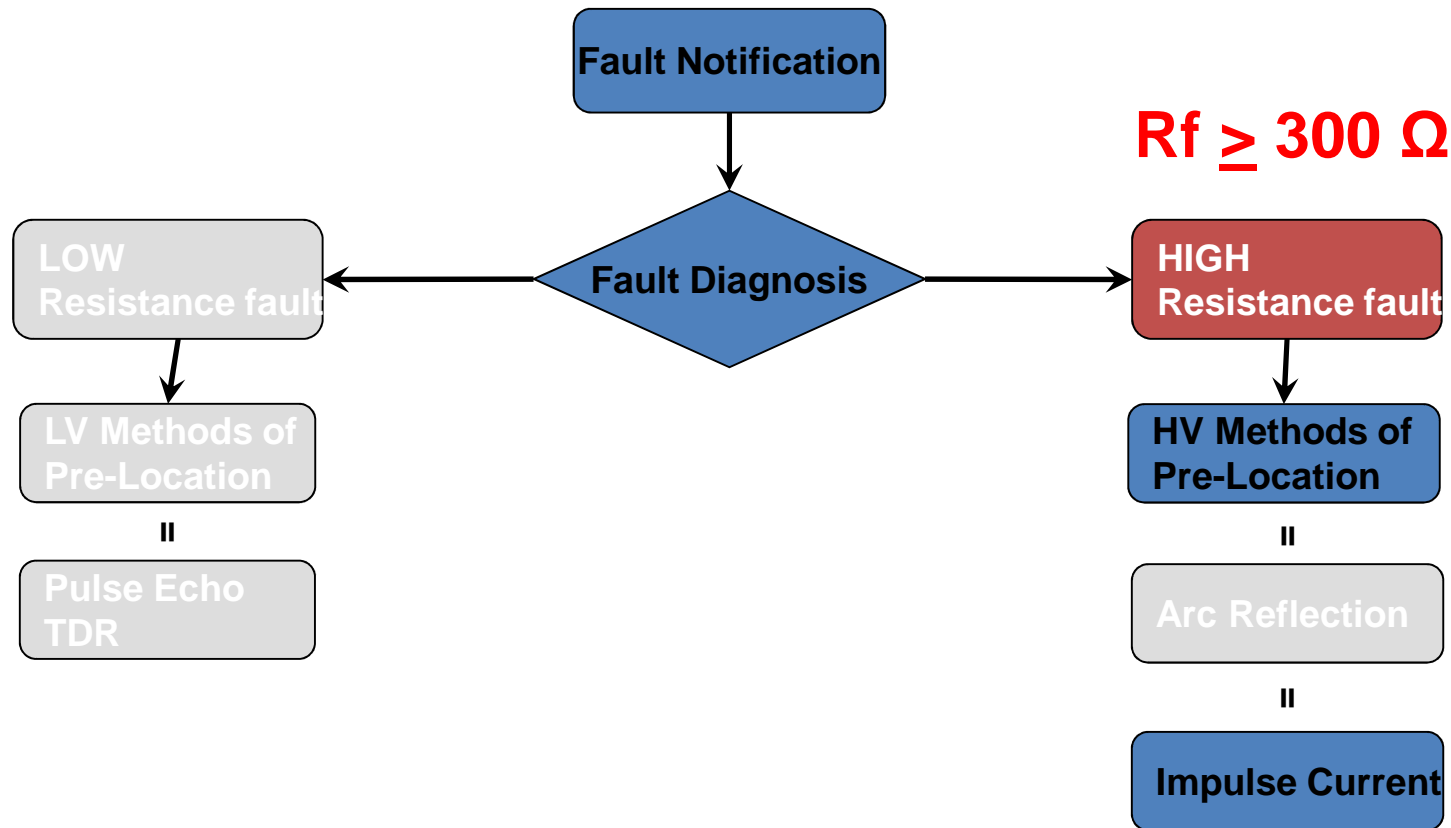 Fault Notification
Rf ≥ 300 Ω
LOW
Resistance fault
Fault Diagnosis
HIGH
Resistance fault
LV Methods of
Pre-Location
HV Methods of
Pre-Location
=
=
Pulse Echo
TDR
Arc Reflection
=
Impulse Current